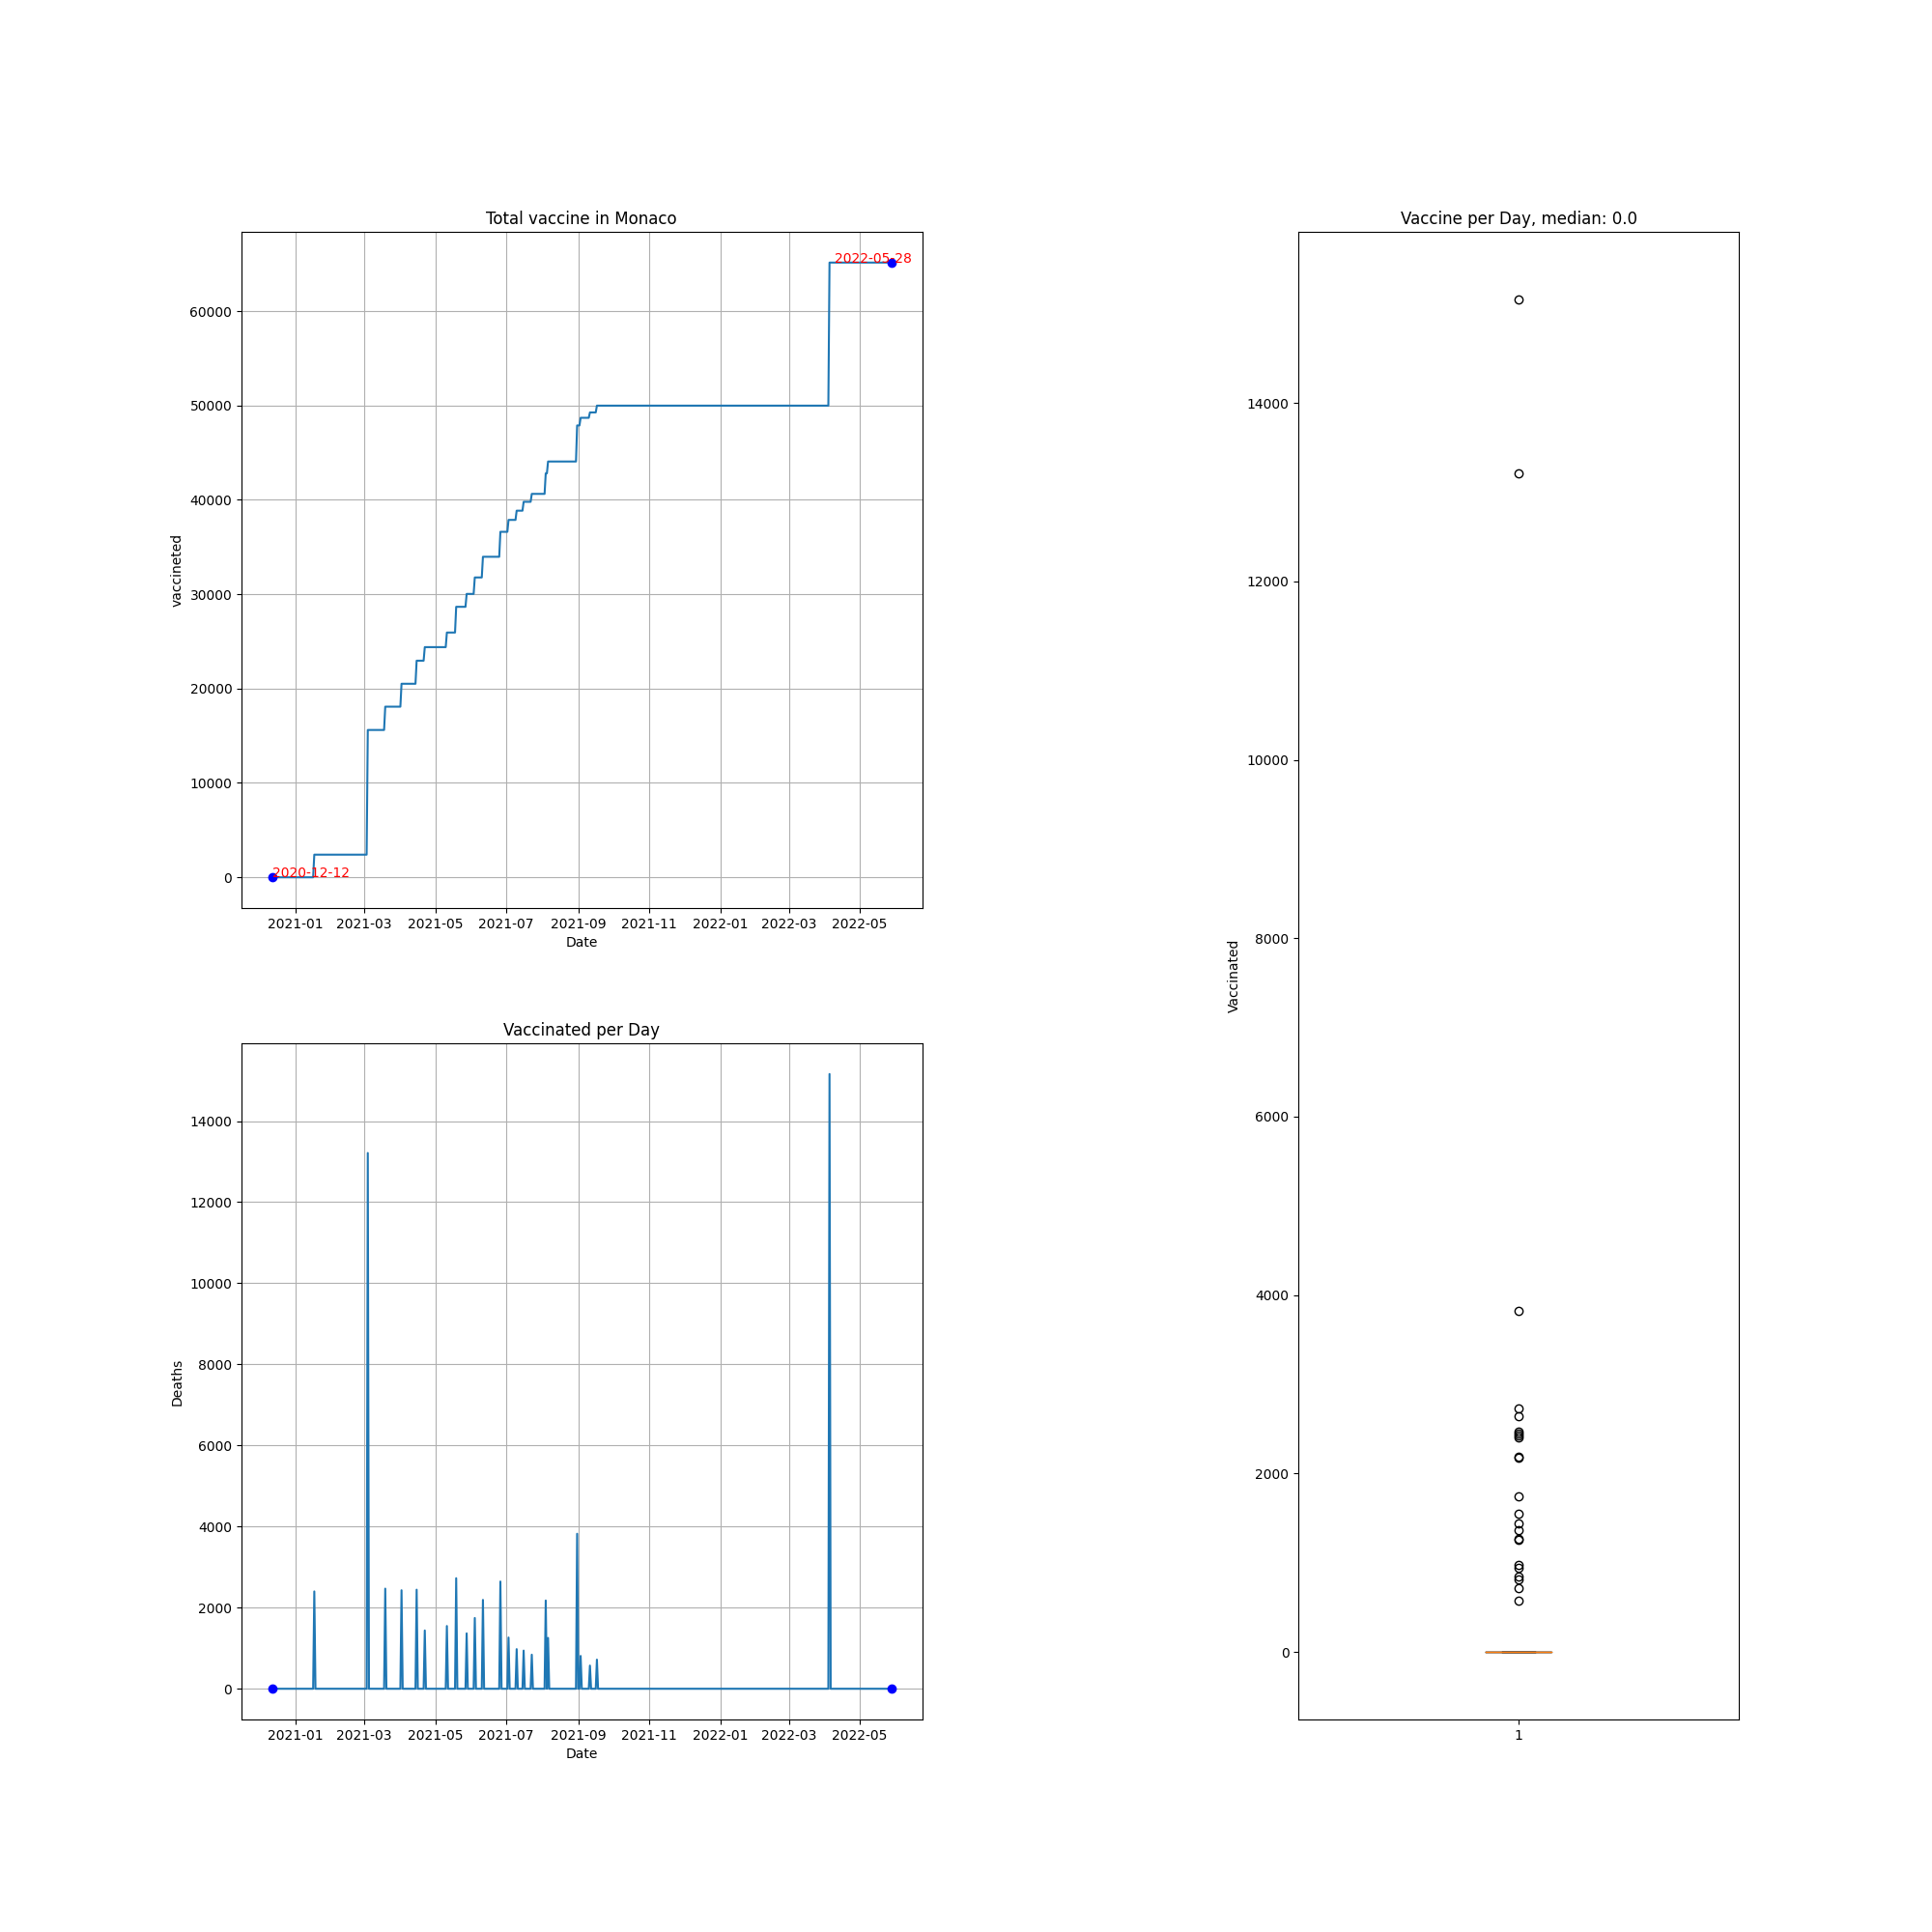 Total vaccine in Monaco
vaccineted
60000
50000
40000
30000
20000
10000
0
2022-05-28
2020-12-12
2021-01 2021-03 2021-05 2021-07 2021-09 2021-11 2022-01 2022-03 2022-05
Date
Vaccinated per Day
Deaths
14000
12000
10000
8000
6000
4000
2000
0
2021-01 2021-03 2021-05 2021-07 2021-09 2021-11 2022-01 2022-03 2022-05
Date
Vaccine per Day, median: 0.0
Vaccinated
14000
12000
10000
8000
6000
4000
2000
0
1